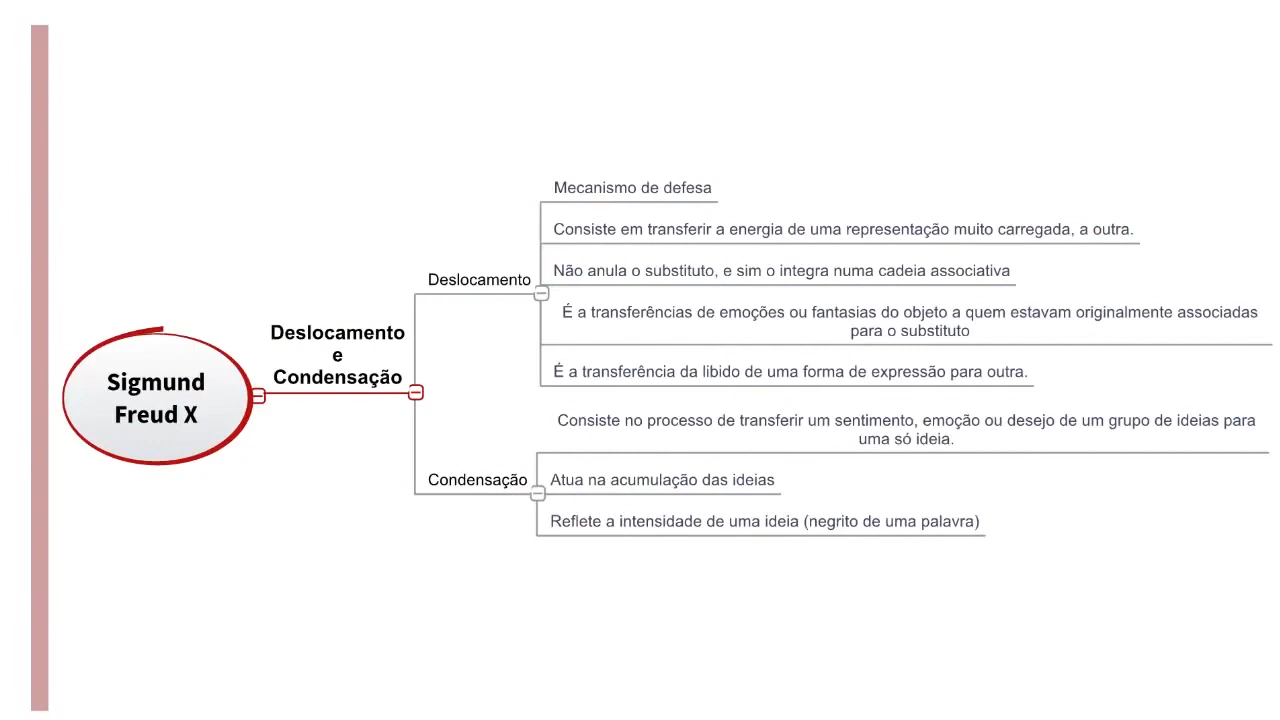 Sigmund
Freud X
Deslocamento
e
Condensação
Deslocamento
Mecanismo de defesa
Consiste em transferir a energia de uma representação muito carregada, a outra.
Não anula o substituto, e sim o integra numa cadeia associativa
É a transferências de emoções ou fantasias do objeto a quem estavam originalmente associadas
para o substituto
É a transferência da libido de uma forma de expressão para outra.
Condensação
Consiste no processo de transferir um sentimento, emoção ou desejo de um grupo de ideias para
uma só ideia.
Atua na acumulação das ideias
Reflete a intensidade de uma ideia (negrito de uma palavra)